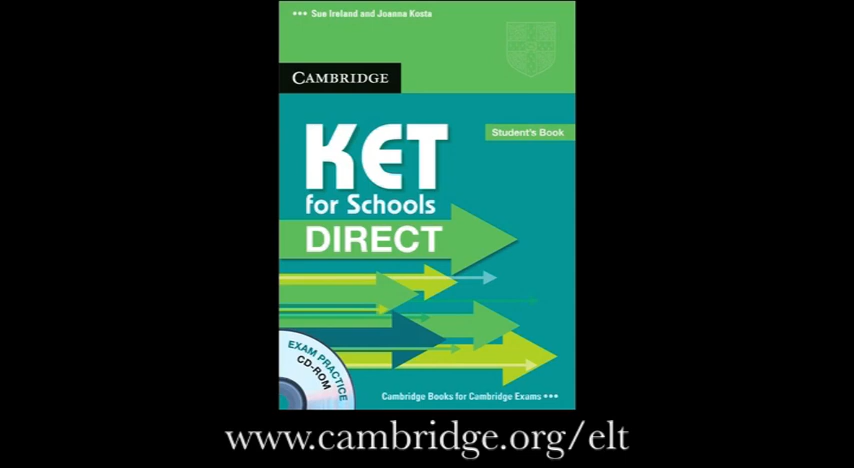 ••• Sue Ireland and Joanna Kosta
CAMBRIDGE
Student's Book
KET
for Schools
DIRECT
EXAM PRACTICE
CD-ROM
Cambridge Books for Cambridge Exams •••
www.cambridge.org/elt